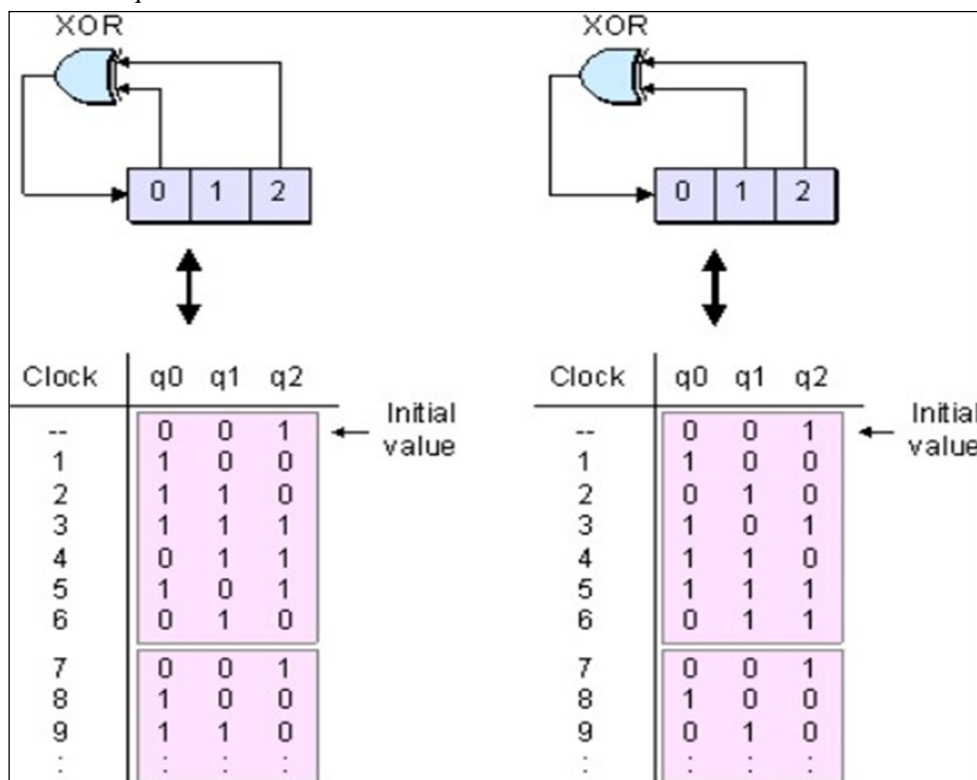 XOR
0 1 2
Clock q0 q1 q2
-- 0 0 1
Initial value
1 1 0 0
2 1 1 0
3 1 1 1
4 0 1 1
5 1 0 1
6 0 1 0
7 0 0 1
8 1 0 0
9 1 1 0
: : : :
XOR
0 1 2
Clock q0 q1 q2
-- 0 0 1
Initial value
1 1 0 0
2 0 1 0
3 1 0 1
4 1 1 0
5 1 1 1
6 0 1 1
7 0 0 1
8 1 0 0
9 0 1 0
: : : :